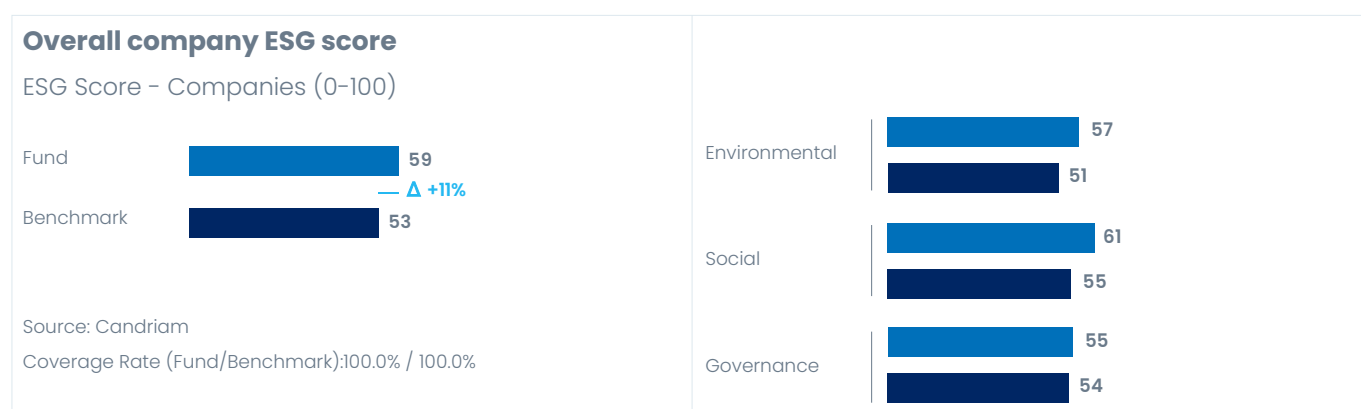 Overall company ESG score
ESG Score - Companies (0-100)
Fund
59
Δ +11%
Benchmark
53
Source: Candriam
Coverage Rate (Fund/Benchmark):100.0% / 100.0%
Environmental
57
51
Social
61
55
Governance
55
54